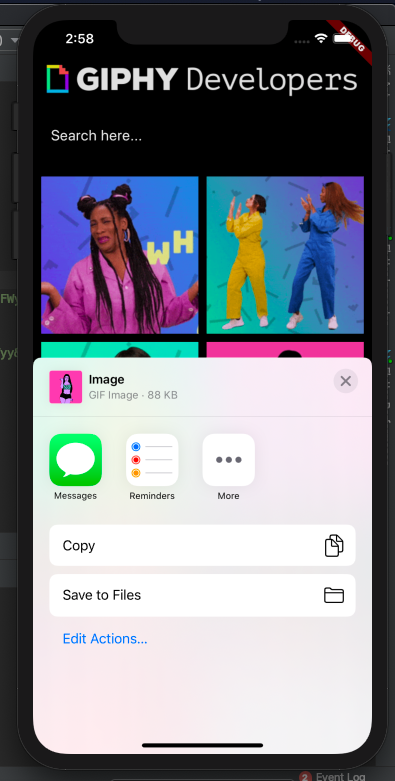 2:58
DEBUG
GIPHY Developers
Search here...
WH
Image
GIF Image · 88 KB
Messages
Reminders
More
Copy
Save to Files
Edit Actions...
FWy
2 Event Log